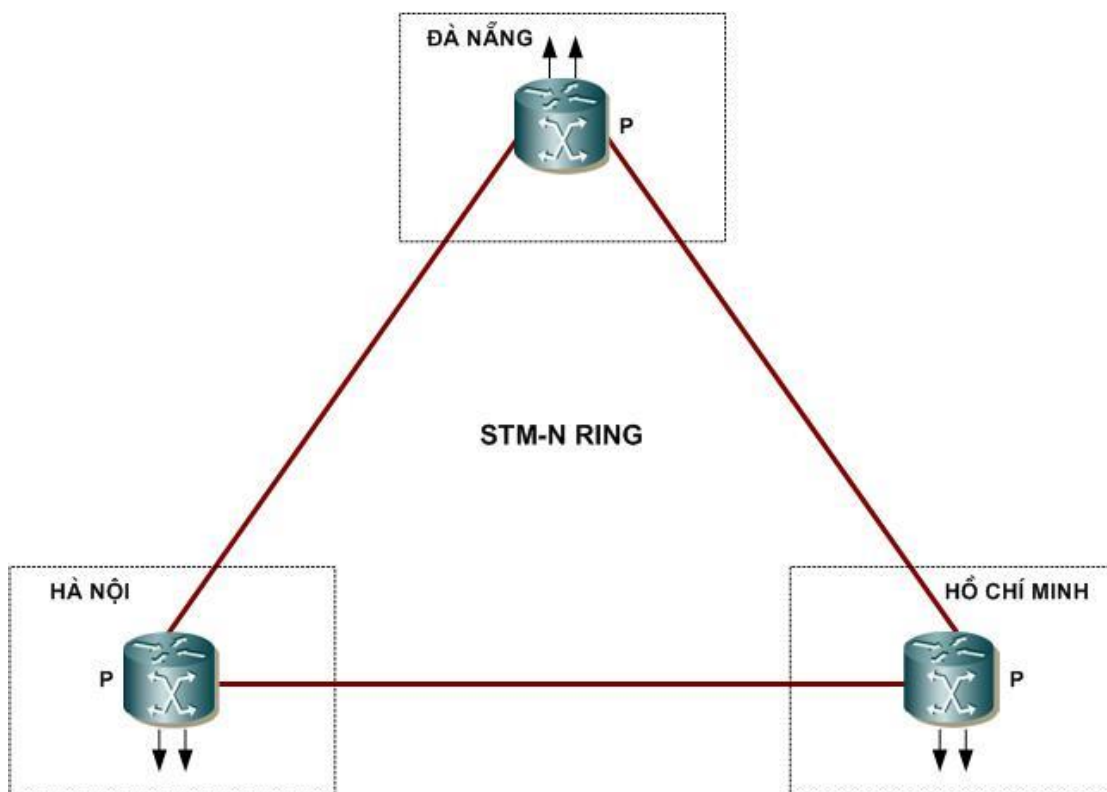 ĐÀ NẴNG
P
STM-N RING
HÀ NỘI
HỒ CHÍ MINH
P
P